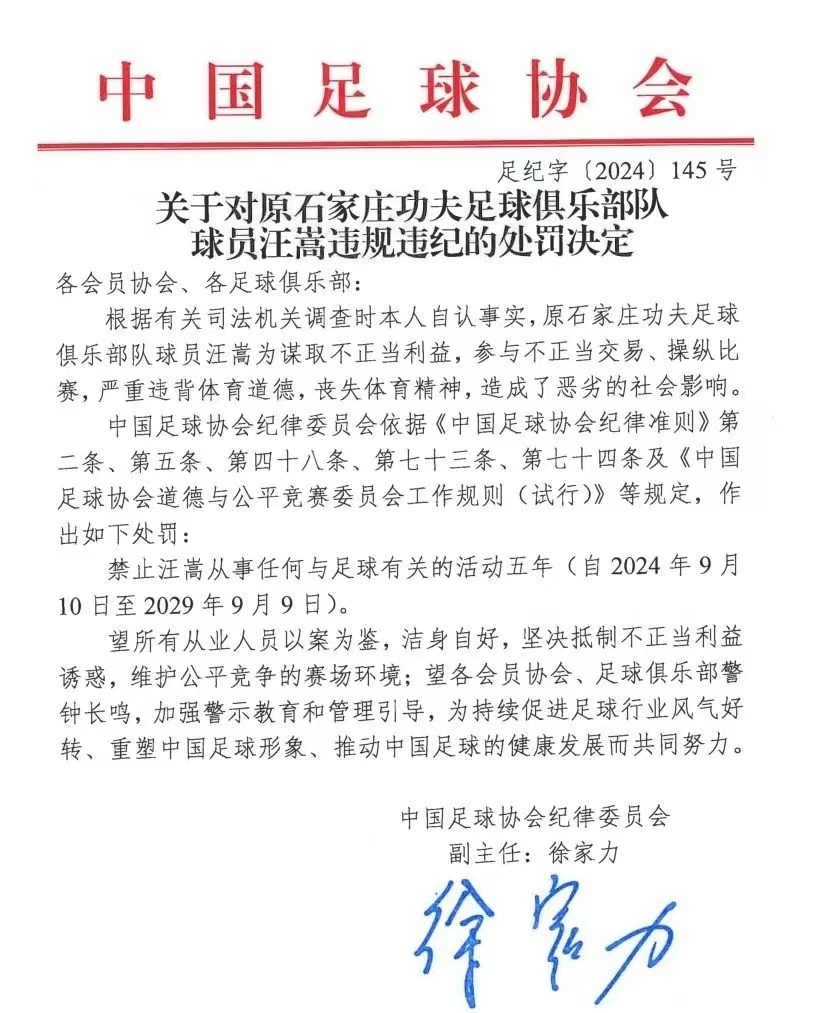 中国足球协会
足纪字〔2024〕145号
关于对原石家庄功夫足球俱乐部队
球员汪嵩违规违纪的处罚决定
各会员协会、各足球俱乐部：
根据有关司法机关调查时本人自认事实，原石家庄功夫足球
俱乐部队球员汪嵩为谋取不正当利益，参与不正当交易、操纵比
赛，严重违背体育道德，丧失体育精神，造成了恶劣的社会影响。
中国足球协会纪律委员会依据《中国足球协会纪律准则》第
二条、第五条、第四十八条、第七十三条、第七十四条及《中国
足球协会道德与公平竞赛委员会工作规则（试行）》等规定，作
出如下处罚：
禁止汪嵩从事任何与足球有关的活动五年（自2024年9月
10日至2029年9月9日）。
望所有从业人员以案为鉴，洁身自好，坚决抵制不正当利益
诱惑，维护公平竞争的赛场环境；望各会员协会、足球俱乐部警
钟长鸣，加强警示教育和管理引导，为持续促进足球行业风气好
转、重塑中国足球形象、推动中国足球的健康发展而共同努力。
中国足球协会纪律委员会
副主任：徐家力
徐家力